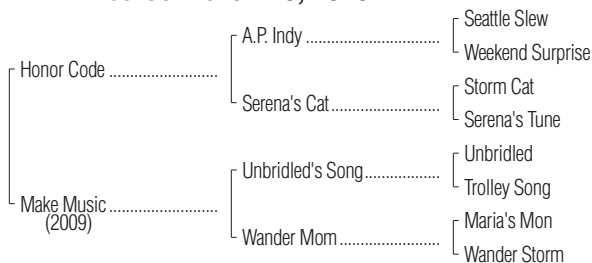 Seattle Slew
A.P. Indy ..............................
Weekend Surprise
Honor Code ........................
Storm Cat
Serena's Cat........................
Serena's Tune
Unbridled
Unbridled's Song.................
Trolley Song
Make Music ........................
(2009)
Maria's Mon
Wander Mom......................
Wander Storm